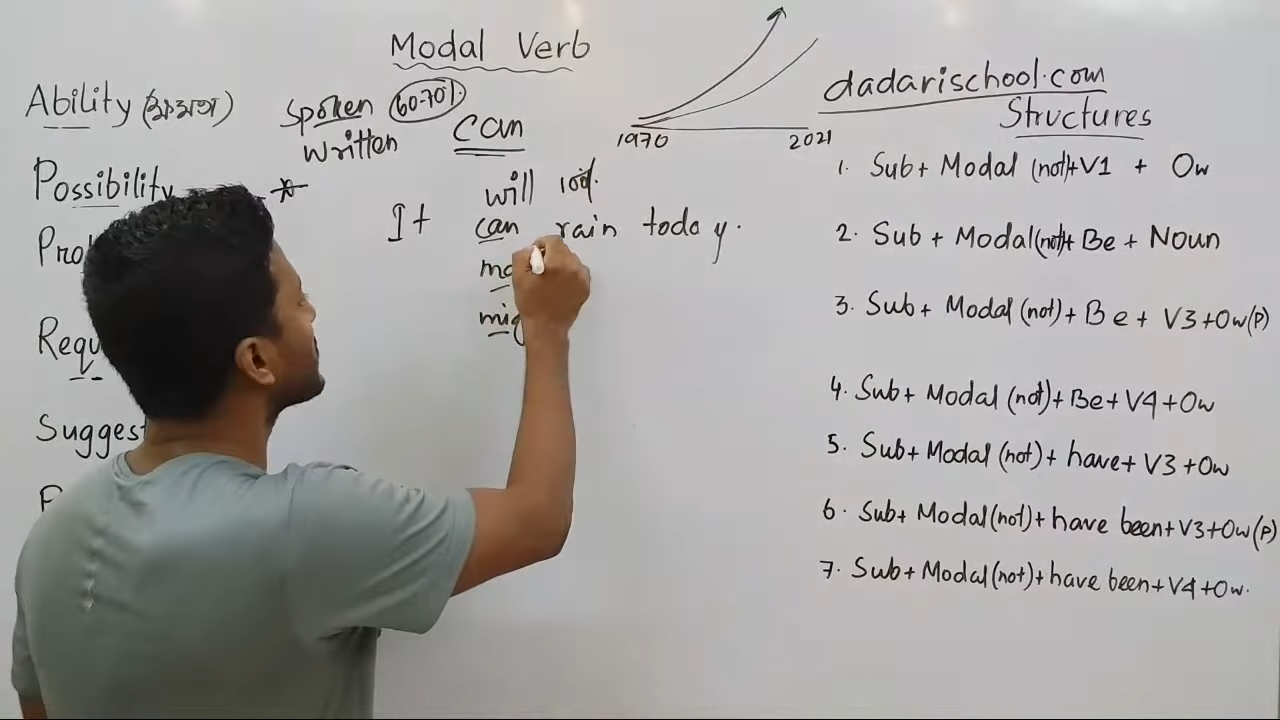 Modal Verb
Ability (ক্ষমতা)
Spoken 60-70%
Written
Can
Possibility
will 100%
It can rain today.
1970 2021
dadarischool.com
Structures
1. Sub+ Modal (not)+V1 + Ow
2. Sub + Modal(not)+ Be + Noun
3. Sub+ Modal (not)+ Be + V3+Ow(P)
4. Sub+ Modal (not)+Be+V4+Ow
5. Sub+ Modal (not)+ have+ V3+Ow
6. Sub+ Modal(not)+have been+V3+Ow(P)
7. Sub+Modal(not)+have been+V4+Ow.